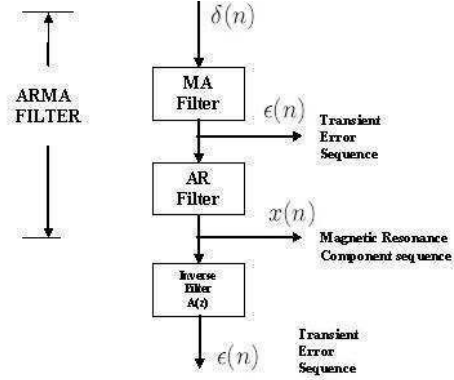 δ(n)
MA
Filter
ARMA
FILTER
ϵ(n)
Transient
Error
Sequence
AR
Filter
x(n)
Magnetic Resonance
Component sequence
Inverse
Filter
A(z)
ϵ(n)
Transient
Error
Sequence